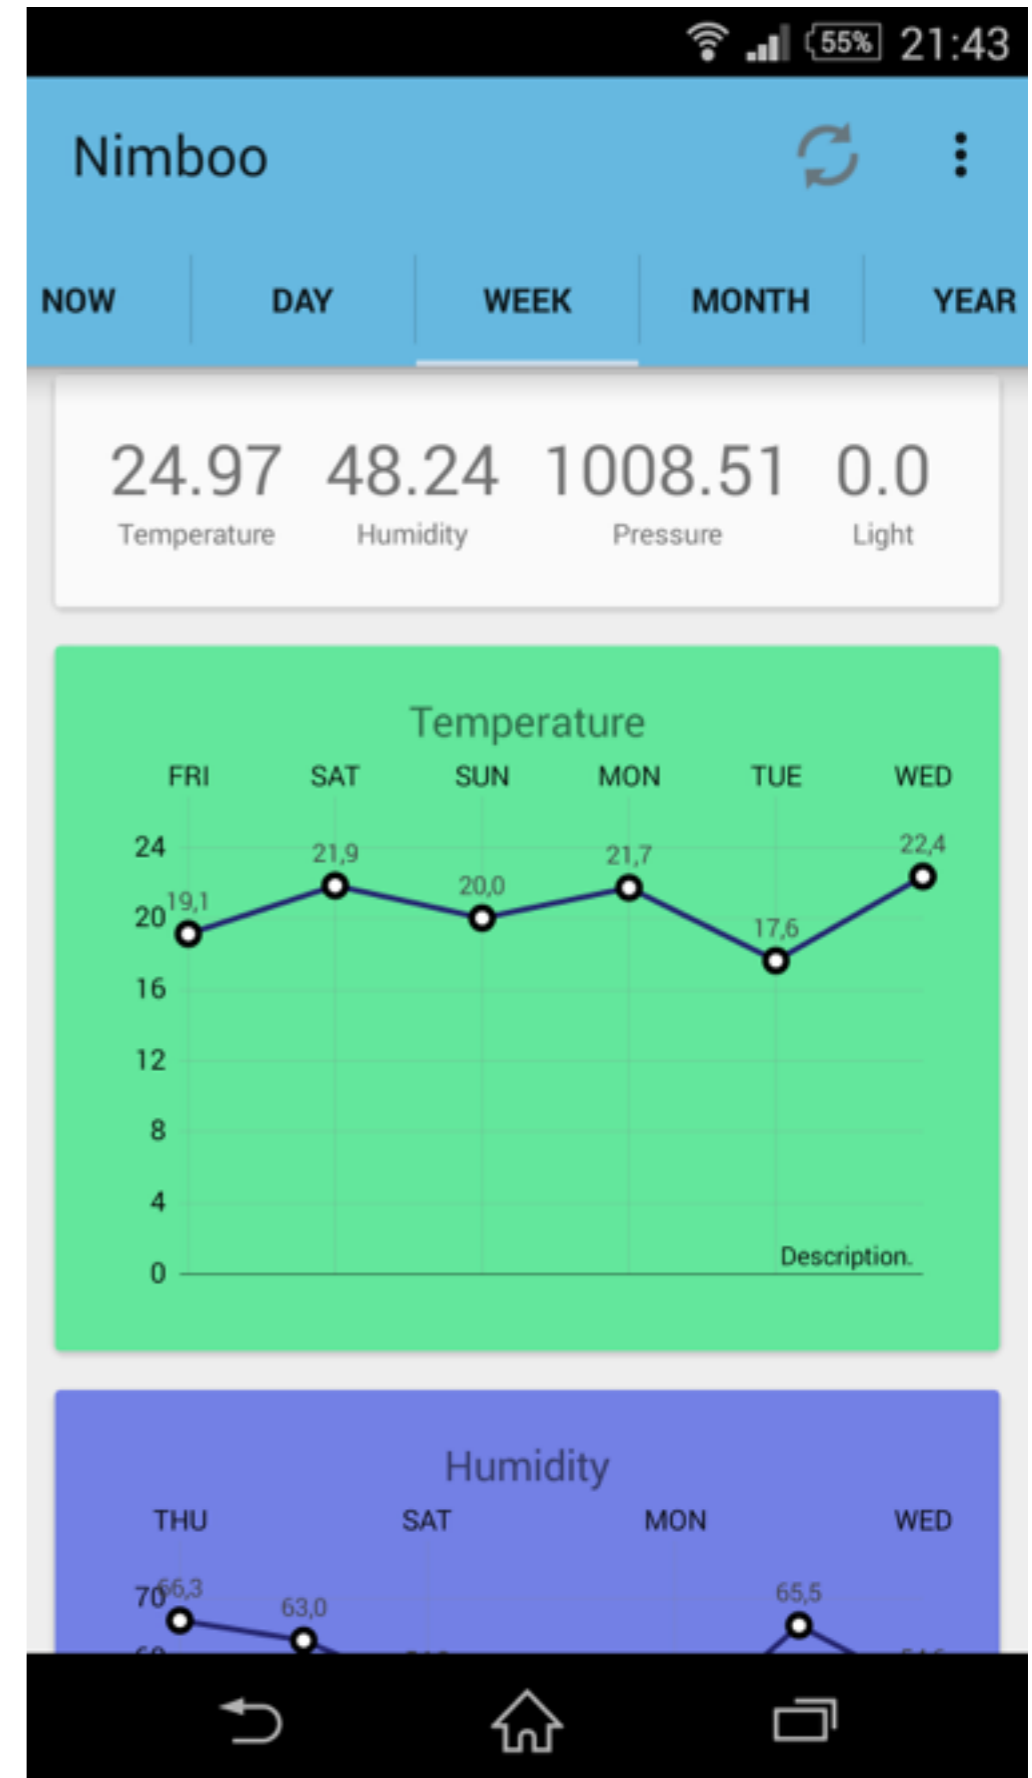 55% 21:43
Nimboo
NOW DAY WEEK MONTH YEAR
24.97 48.24 1008.51 0.0
Temperature Humidity Pressure Light
Temperature
FRI SAT SUN MON TUE WED
24
21,9
21,7
22,4
20
19,1
20,0
17,6
16
12
8
4
Description.
0
Humidity
THU SAT MON WED
70
66,3
63,0
65,5